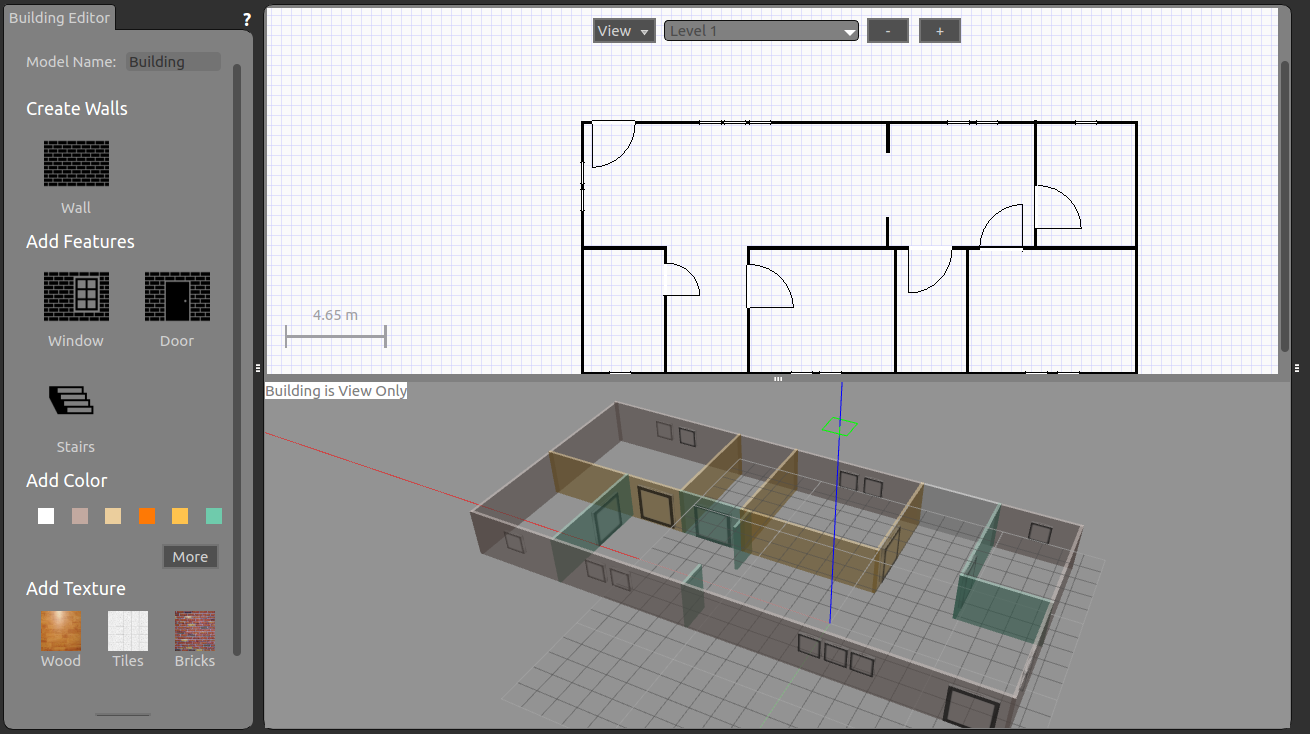 Building Editor
?
Model Name: Building
Create Walls
Wall
Add Features
Window Door
Stairs
Add Color
More
Add Texture
Wood Tiles Bricks
View Level 1 - +
4.65 m
Building is View Only